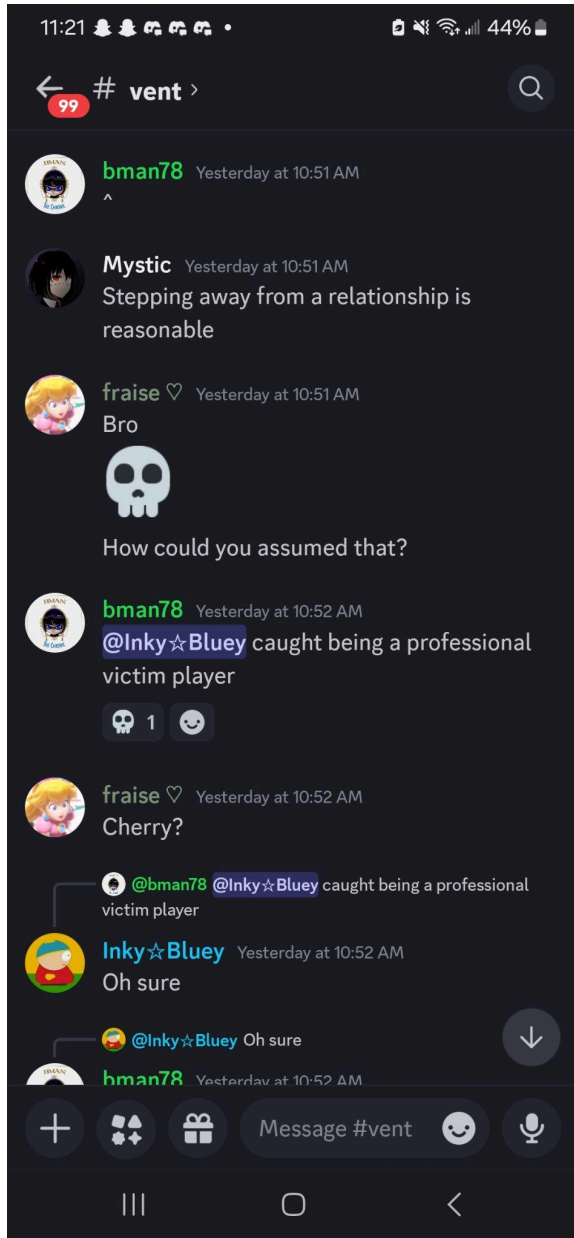 11:21 • 44%
99 # vent ›
bman78 Yesterday at 10:51 AM
^
Mystic Yesterday at 10:51 AM
Stepping away from a relationship is
reasonable
fraise ♡ Yesterday at 10:51 AM
Bro
💀
How could you assumed that?
bman78 Yesterday at 10:52 AM
@Inky☆Bluey caught being a professional
victim player
💀 1
fraise ♡ Yesterday at 10:52 AM
Cherry?
@bman78 @Inky☆Bluey caught being a professional
victim player
Inky☆Bluey Yesterday at 10:52 AM
Oh sure
@Inky☆Bluey Oh sure
bman78 Yesterday at 10:52 AM
Message #vent